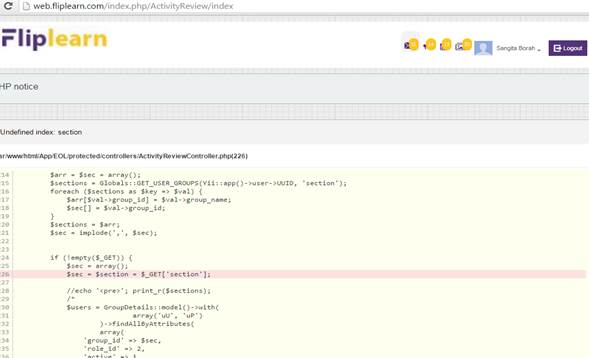 web.fliplearn.com/index.php/ActivityReview/index
Fliplearn
Sangita Borah
Logout
HP notice
Undefined index: section
ar/www/html/App/EOL/protected/controllers/ActivityReviewController.php(226)
214 $arr = $sec = array();
215 $sections = Globals::GET_USER_GROUPS(Yii::app()->user->UUID, 'section');
216 foreach ($sections as $key => $val) {
217 $arr[$val->group_id] = $val->group_name;
218 $sec[] = $val->group_id;
219 }
220 $sections = $arr;
221 $sec = implode(',', $sec);
222
223
224 if (!empty($_GET)) {
225 $sec = array();
226 $sec = $section = $_GET['section'];
227
228 //echo '<pre>'; print_r($sections);
229 /*
230 $users = GroupDetails::model()->with(
231 array('uU', 'uP')
232 )->findAllByAttributes(
233 array(
234 'group_id' => $sec,
235 'role_id' => 2,
'active' => 1